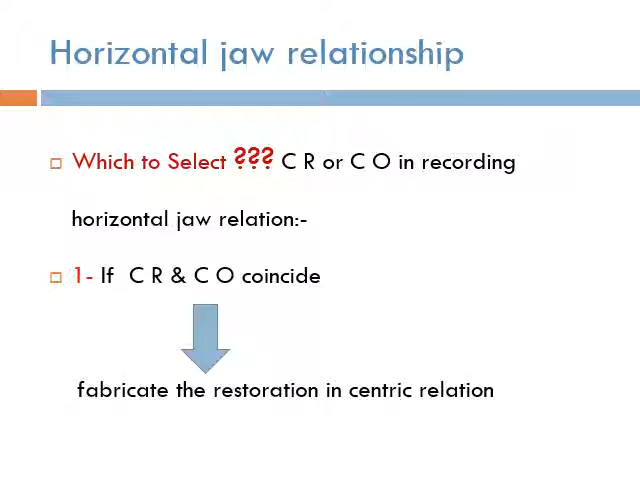 Horizontal jaw relationship
Which to Select ??? C R or C O in recording
horizontal jaw relation:-
1- If C R & C O coincide
fabricate the restoration in centric relation